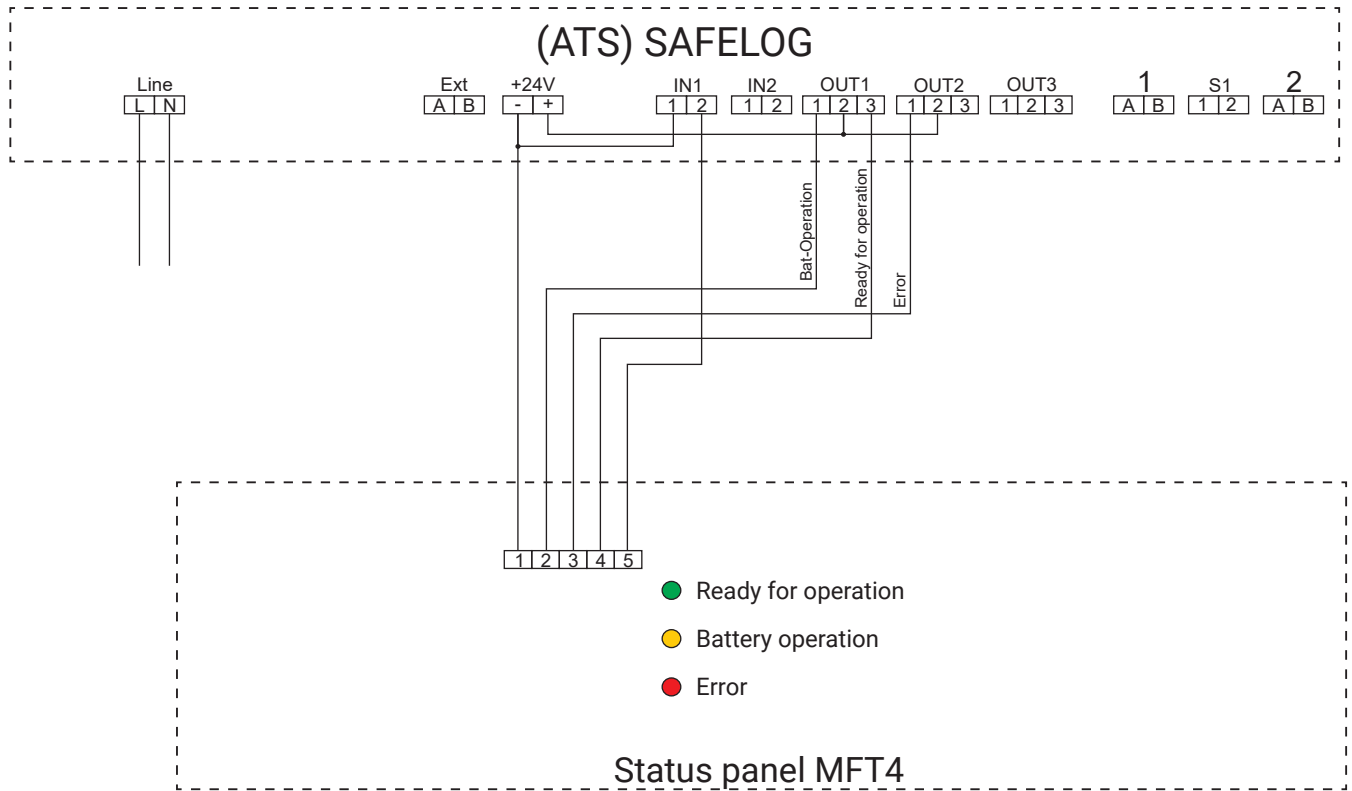 (ATS) SAFELOG
Line Ext +24V IN1 IN2 OUT1 OUT2 OUT3 1 S1 2
L N A B - + 1 2 1 2 1 2 3 1 2 3 1 2 3 A B 1 2 A B
Bat-Operation
Ready for operation
Error
1 2 3 4 5
Ready for operation
Battery operation
Error
Status panel MFT4